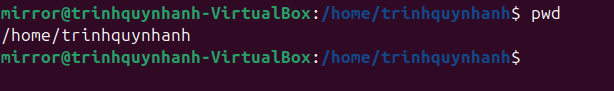 mirror@trinhquynhanh-VirtualBox:/home/trinhquynhanh$ pwd
/home/trinhquynhanh
mirror@trinhquynhanh-VirtualBox:/home/trinhquynhanh$